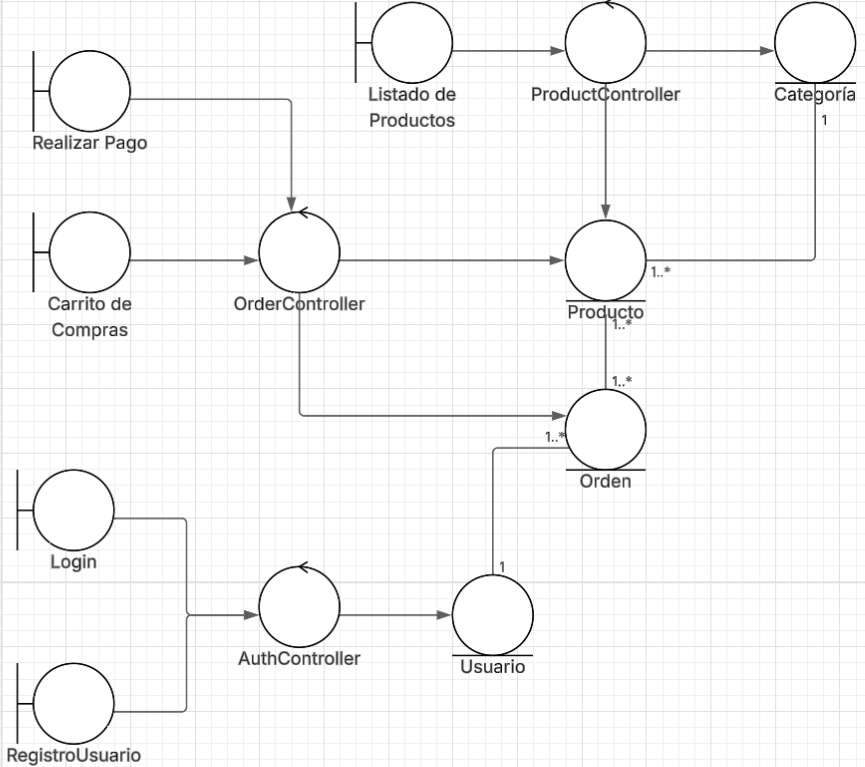 Listado de
Productos
ProductController
Categoría
1
Realizar Pago
Carrito de
Compras
OrderController
1..*
Producto
1..*
1..*
1..*
Orden
Login
1
AuthController
Usuario
RegistroUsuario